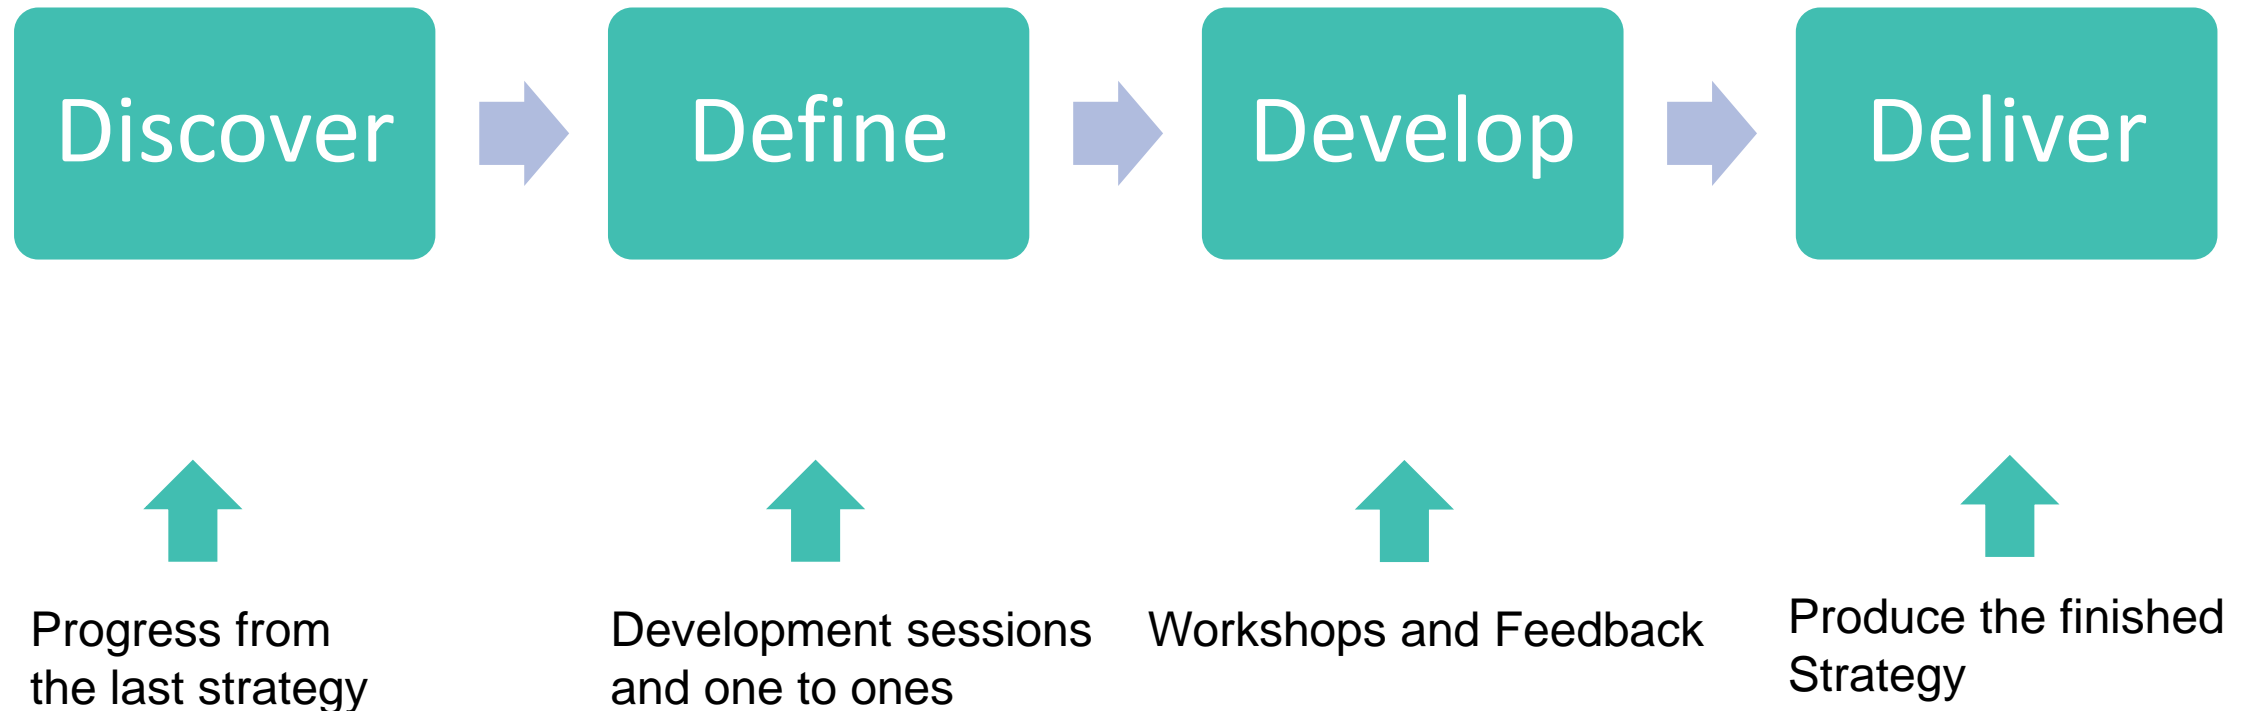 Discover
Define
Develop
Deliver
Progress from
the last strategy
Development sessions
and one to ones
Workshops and Feedback
Produce the finished
Strategy